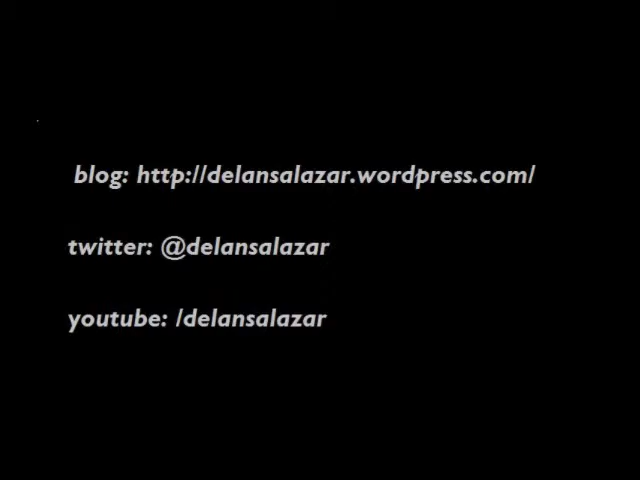 blog: http://delansalazar.wordpress.com/
twitter: @delansalazar
youtube: /delansalazar